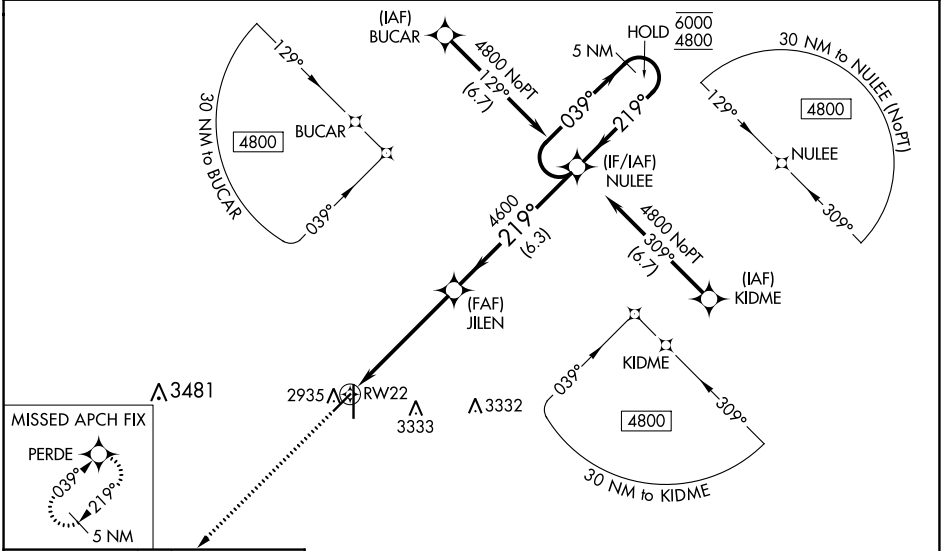 (IAF)
BUCAR
4800 NoPT
129°
(6.7)
HOLD
6000
4800
5 NM
039°
219°
(IF/IAF)
NULEE
30 NM to BUCAR
129°
4800
BUCAR
039°
30 NM to NULEE (NoPT)
129°
4800
NULEE
309°
4600
219°
(6.3)
4800 NoPT
309°
(6.7)
(IAF)
KIDME
(FAF)
JILEN
039°
KIDME
309°
4800
30 NM to KIDME
3481
2935
RW22
3333
3332
MISSED APCH FIX
PERDE
039°
219°
5 NM